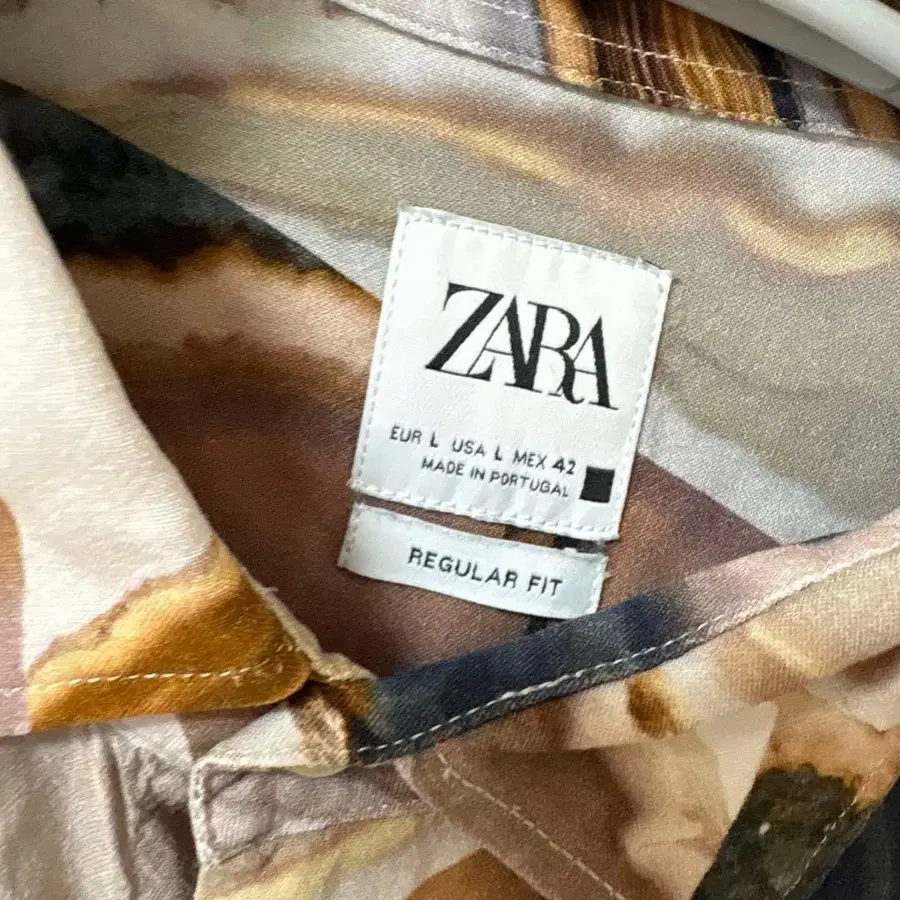 ZARA
EUR L USA L MEX 42
MADE IN PORTUGAL
REGULAR FIT